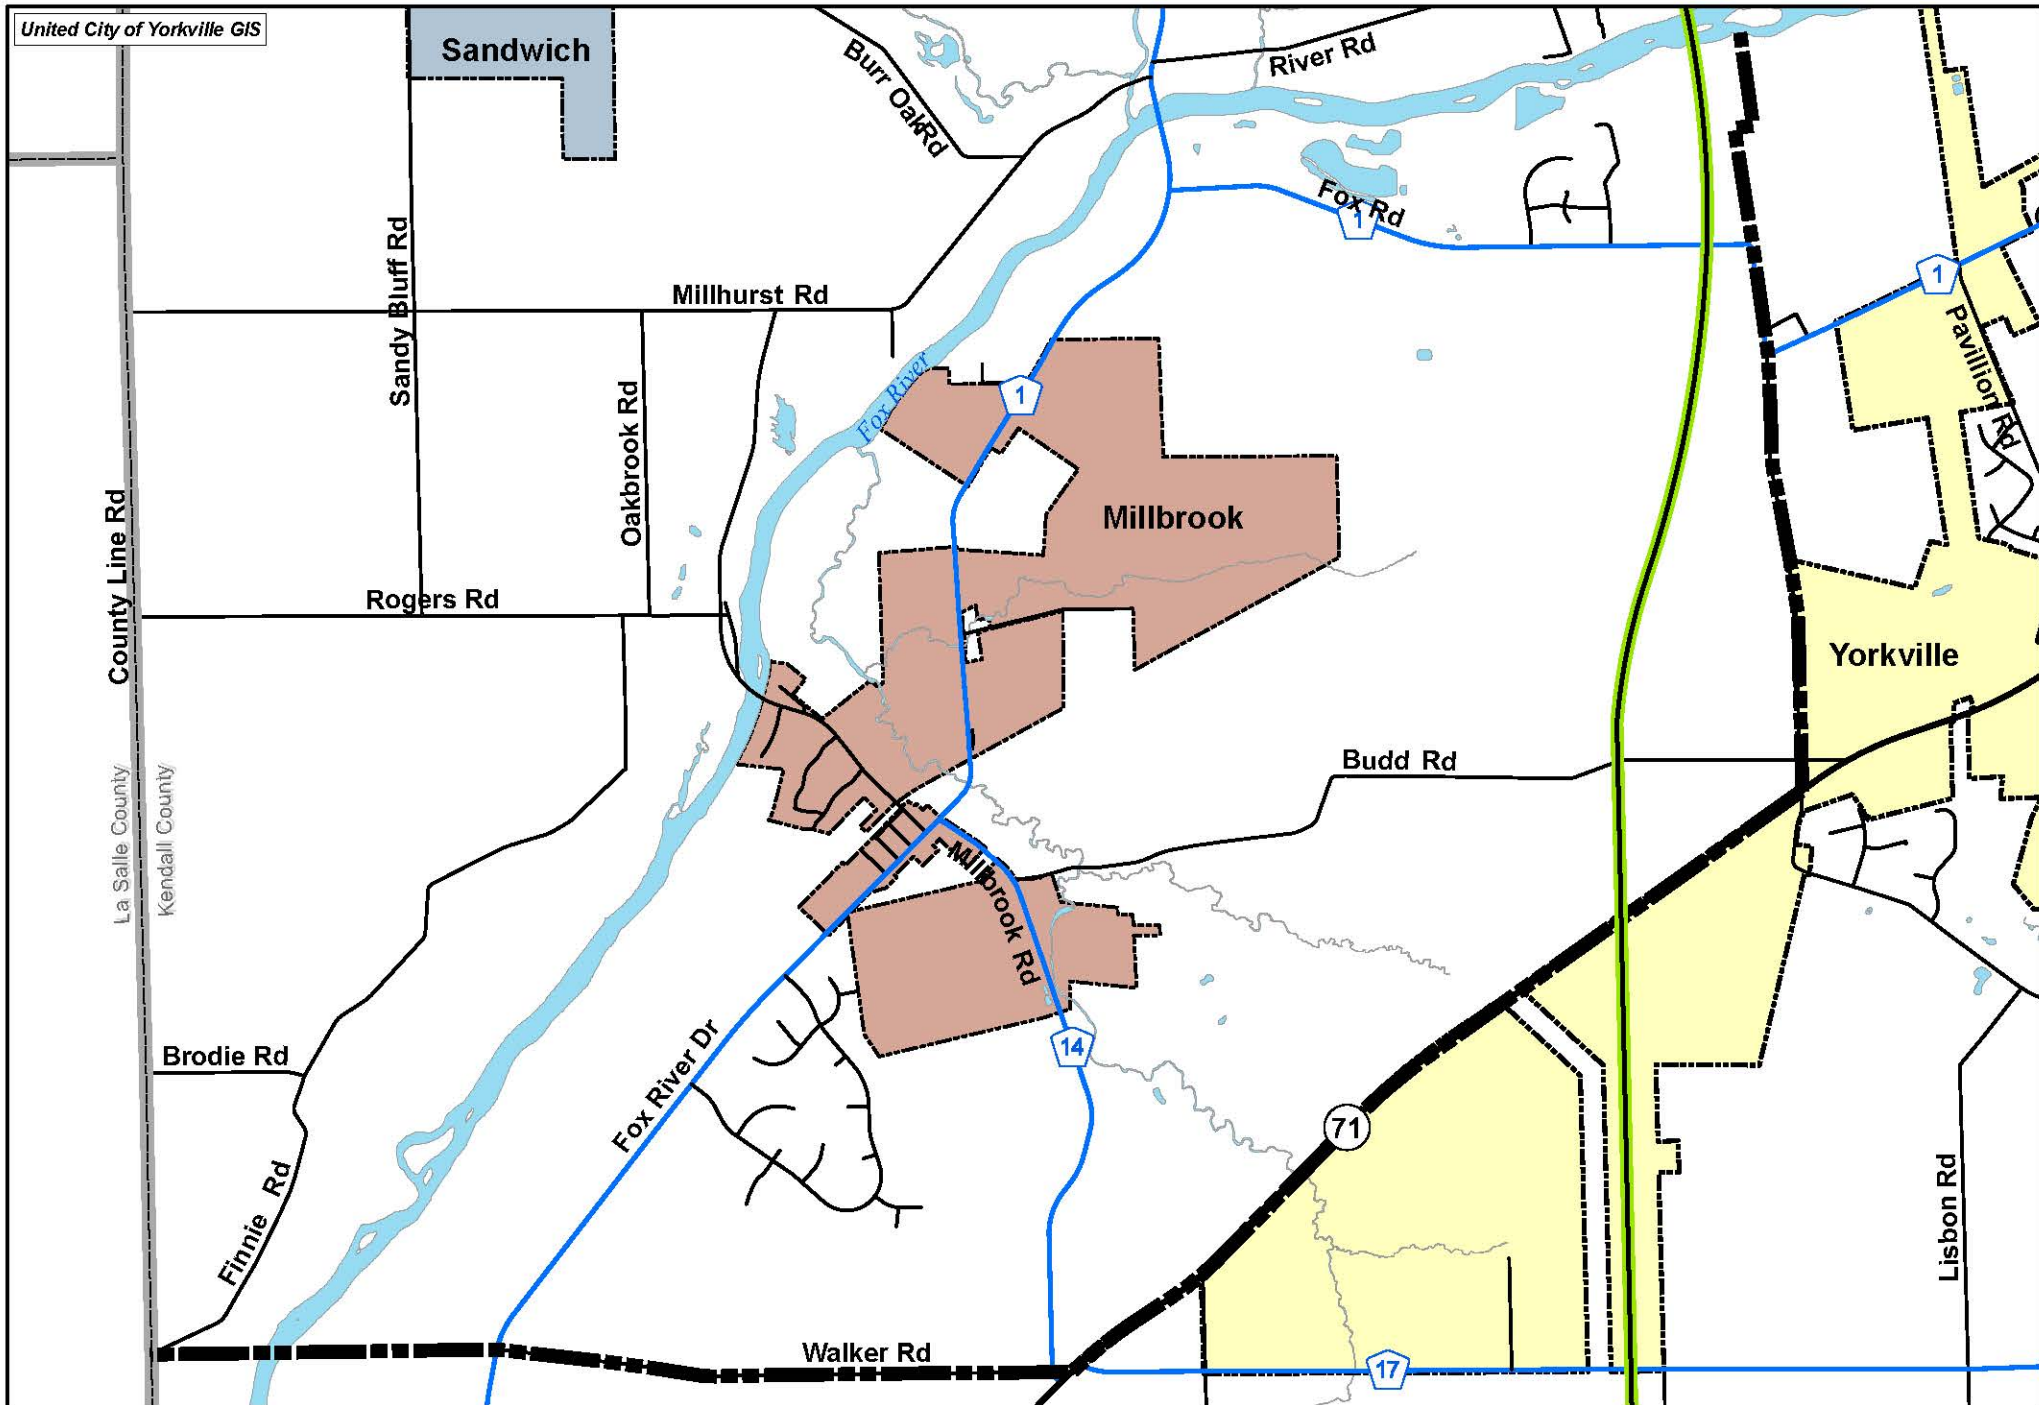 United City of Yorkville GIS
Sandwich
Burr Oak Rd
River Rd
Fox Rd
1
1
Sandy Bluff Rd
Millhurst Rd
Pavillion Rd
Fox River
1
Oakbrook Rd
County Line Rd
Millbrook
Rogers Rd
Yorkville
Budd Rd
La Salle County
Kendall County
Millbrook Rd
Brodie Rd
Fox River Dr
14
71
Finnie Rd
Lisbon Rd
Walker Rd
17